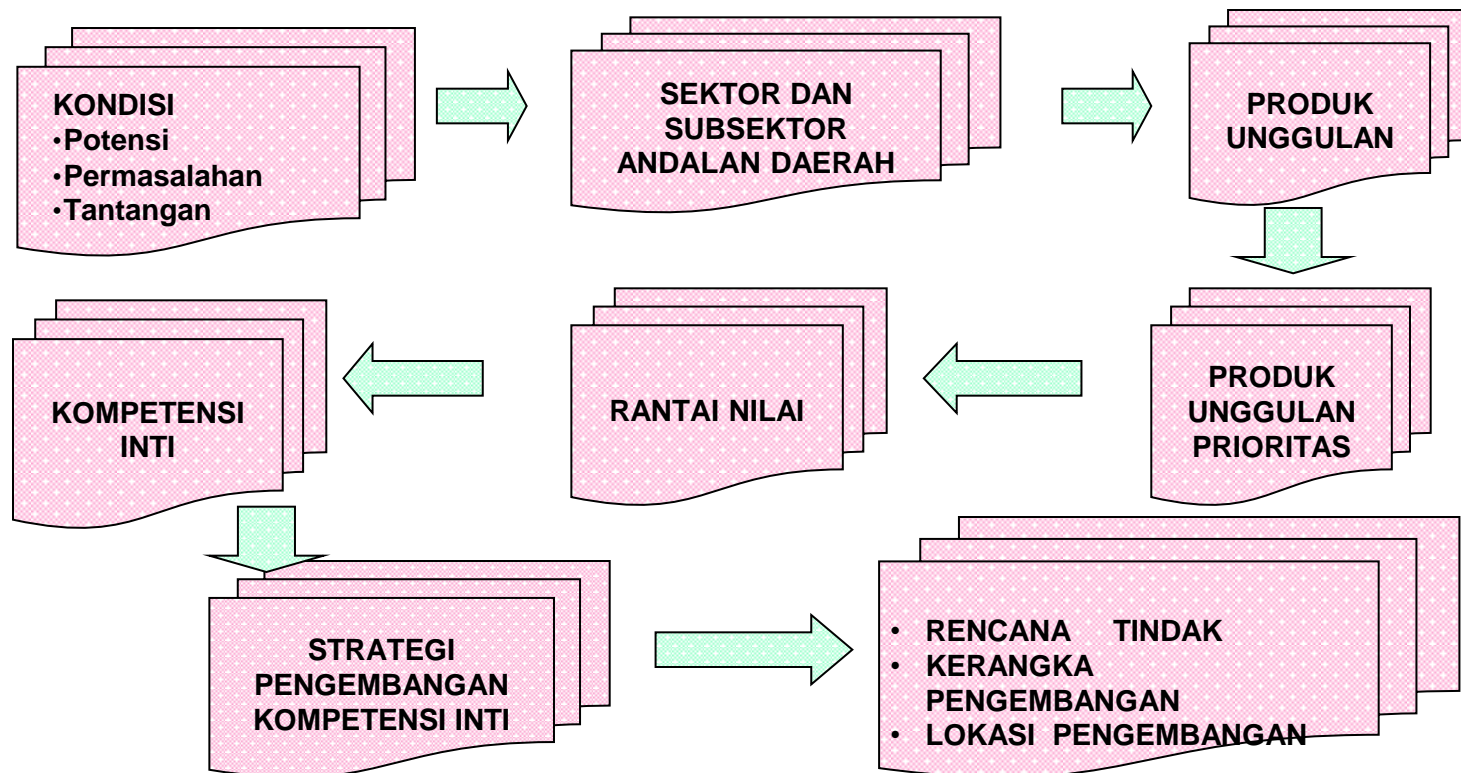 KONDISI
•Potensi
•Permasalahan
•Tantangan
SEKTOR DAN
SUBSEKTOR
ANDALAN DAERAH
PRODUK
UNGGULAN
PRODUK
UNGGULAN
PRIORITAS
RANTAI NILAI
KOMPETENSI
INTI
STRATEGI
PENGEMBANGAN
KOMPETENSI INTI
• RENCANA TINDAK
• KERANGKA
PENGEMBANGAN
• LOKASI PENGEMBANGAN